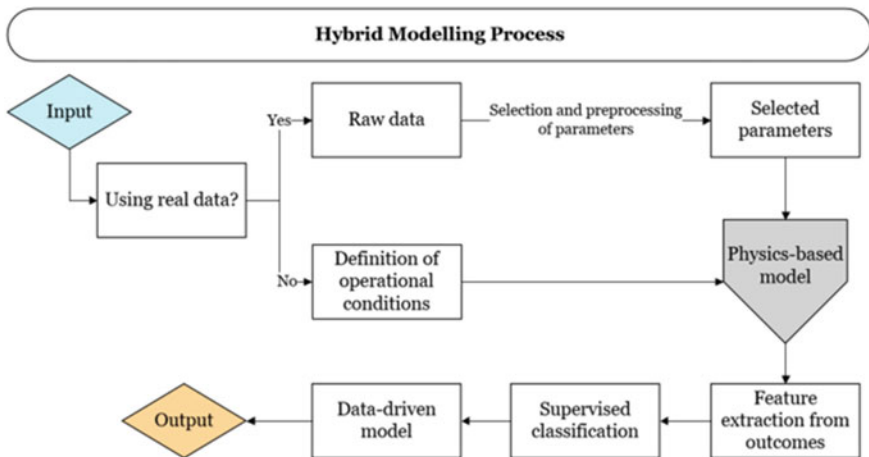 Hybrid Modelling Process
Input
Using real data?
Yes
Raw data
Selection and preprocessing
of parameters
Selected
parameters
No
Definition of
operational
conditions
Physics-based
model
Feature
extraction from
outcomes
Supervised
classification
Data-driven
model
Output